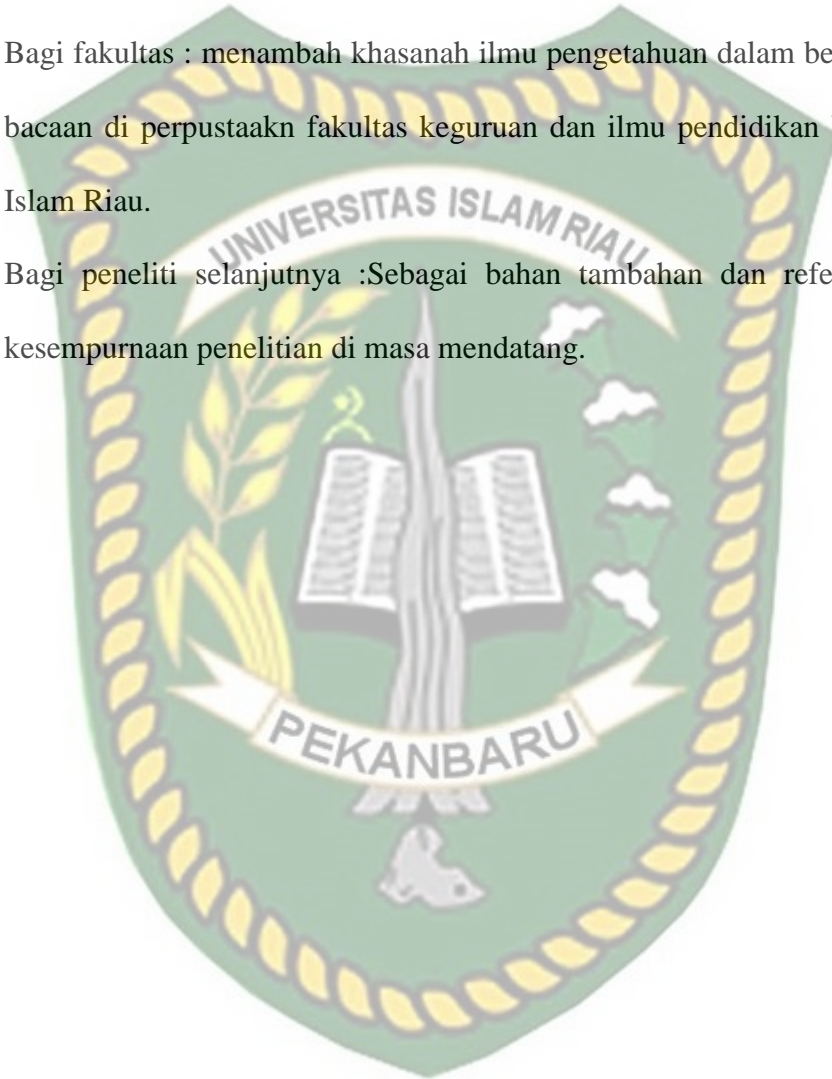 Bagi fakultas : menambah khasanah ilmu pengetahuan dalam be
bacaan di perpustaakn fakultas keguruan dan ilmu pendidikan
Islam Riau.
UNIVERSITAS ISLAM RIAU
Bagi peneliti selanjutnya :Sebagai bahan tambahan dan refe
kesempurnaan penelitian di masa mendatang.
PEKANBARU